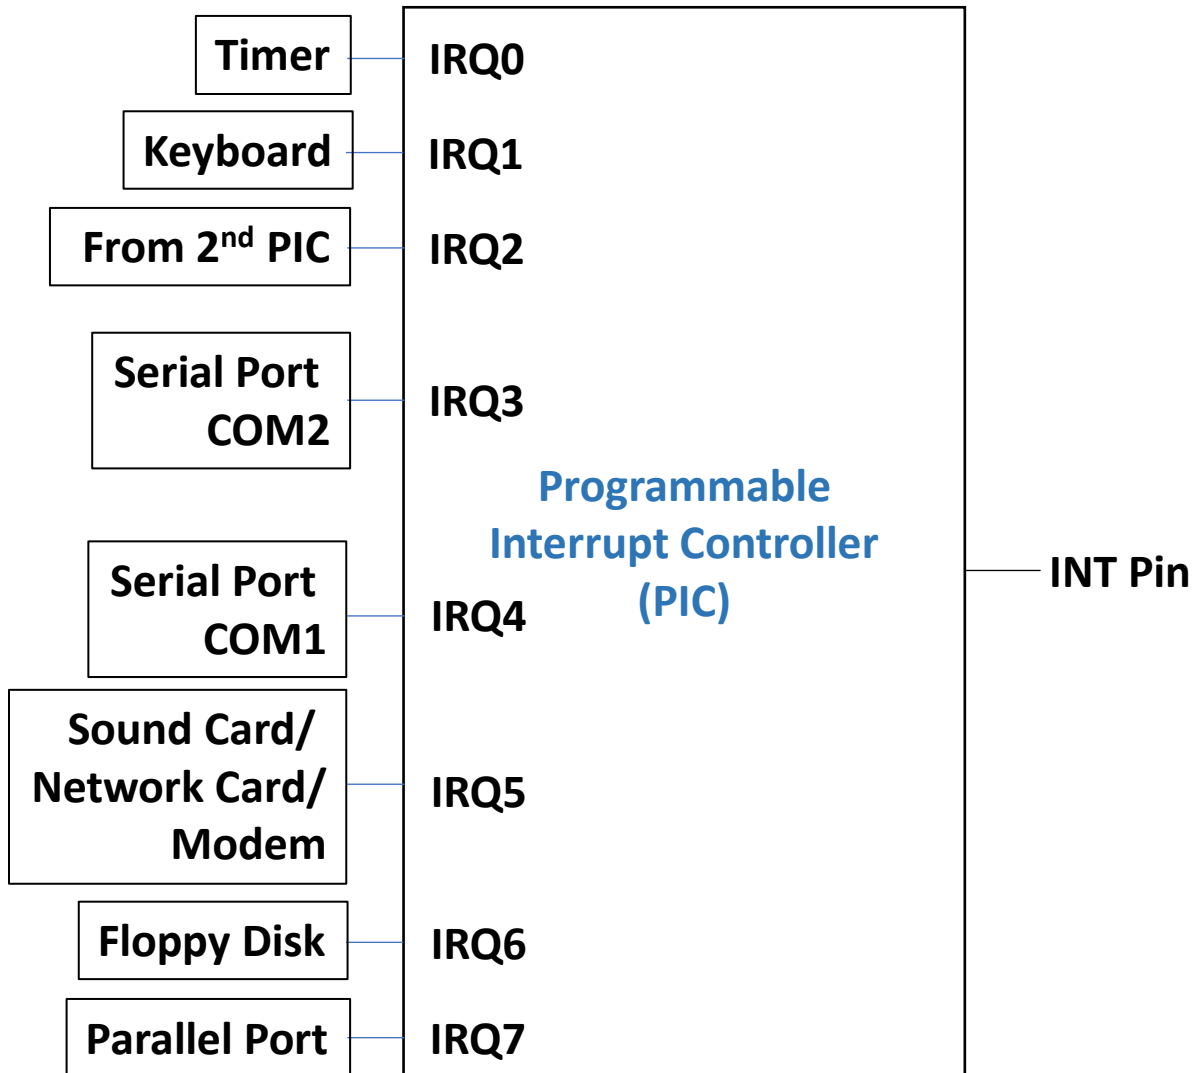 Timer
IRQ0
Keyboard
IRQ1
From 2nd PIC
IRQ2
Serial Port
COM2
IRQ3
Programmable
Interrupt Controller
(PIC)
INT Pin
Serial Port
COM1
IRQ4
Sound Card/
Network Card/
Modem
IRQ5
Floppy Disk
IRQ6
Parallel Port
IRQ7